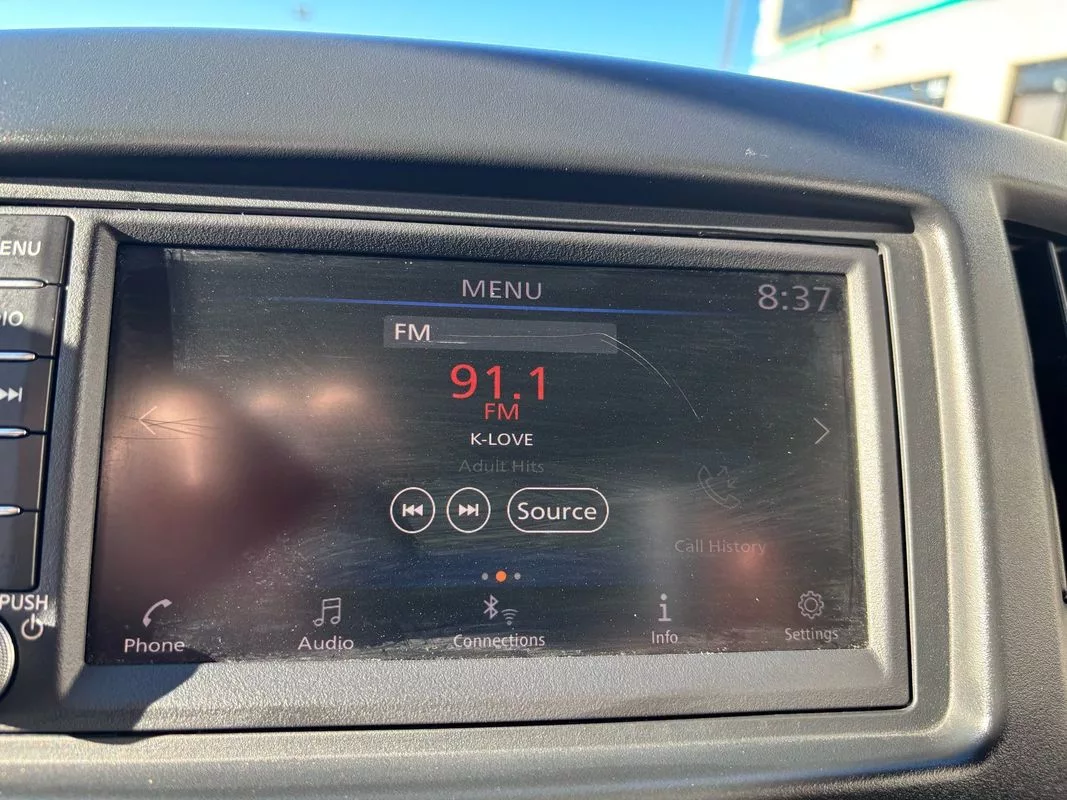 MENU
8:37
FM
91.1
FM
K-LOVE
Adult Hits
Source
Call History
Phone
Audio
Connections
Info
Settings
ENU
IO
PUSH